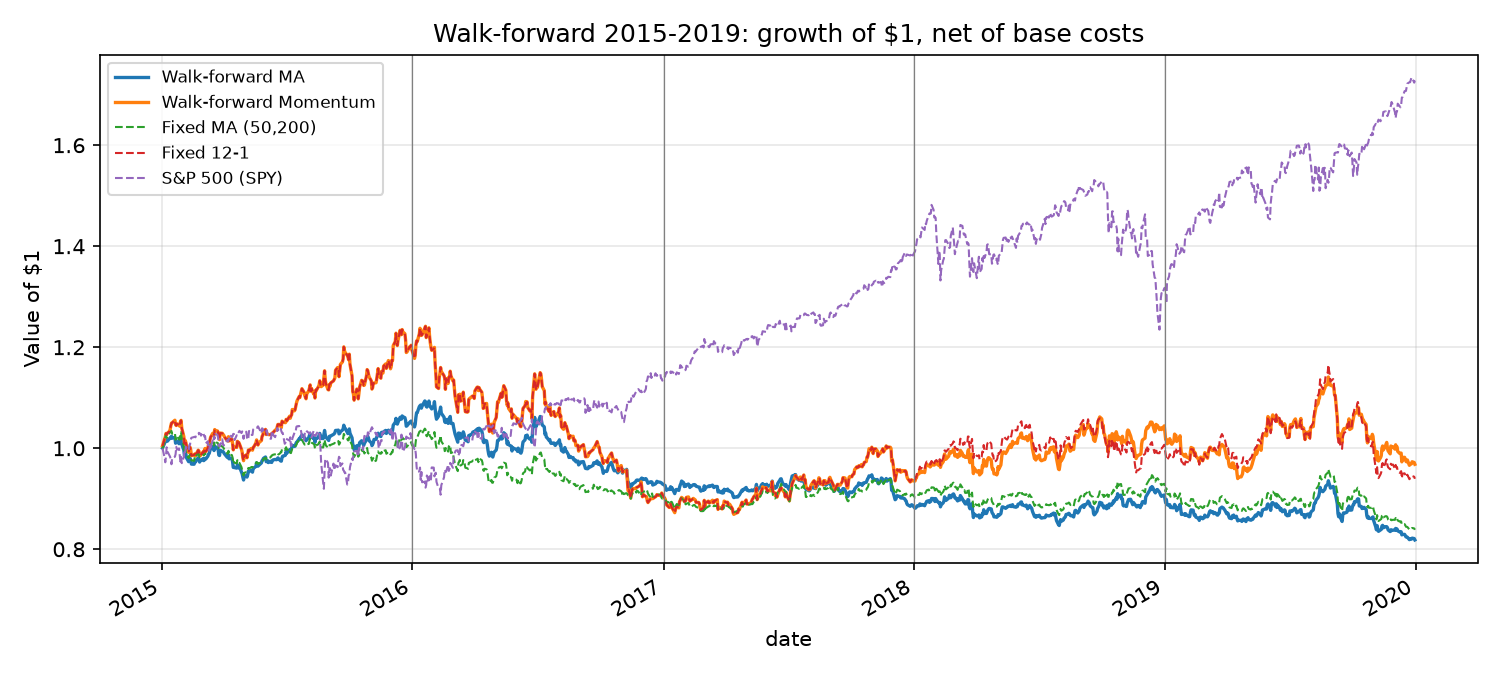 Walk-forward 2015-2019: growth of $1, net of base costs
Walk-forward MA
Walk-forward Momentum
Fixed MA (50,200)
Fixed 12-1
S&P 500 (SPY)
Value of $1
1.6
1.4
1.2
1.0
0.8
2015
2016
2017
2018
2019
2020
date